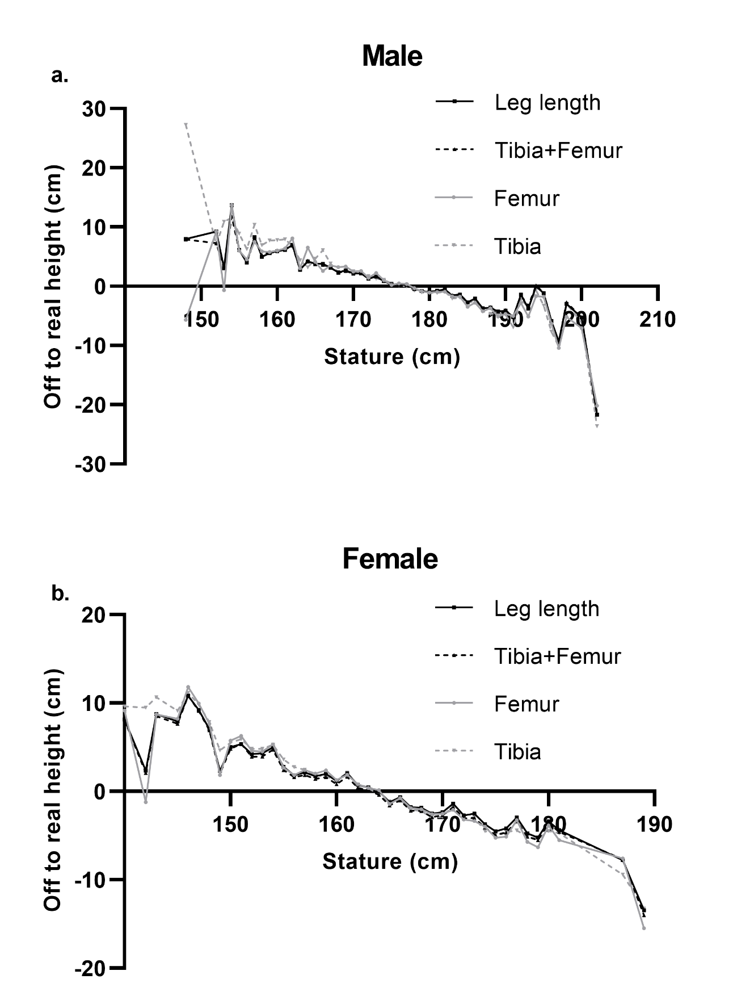 Male
a.
Leg length
Tibia+Femur
Femur
Tibia
30
20
10
0
-10
-20
-30
Off to real height (cm)
150 160 170 180 190 200 210
Stature (cm)
Female
b.
Leg length
Tibia+Femur
Femur
Tibia
20
10
0
-10
-20
Off to real height (cm)
150 160 170 180 190
Stature (cm)